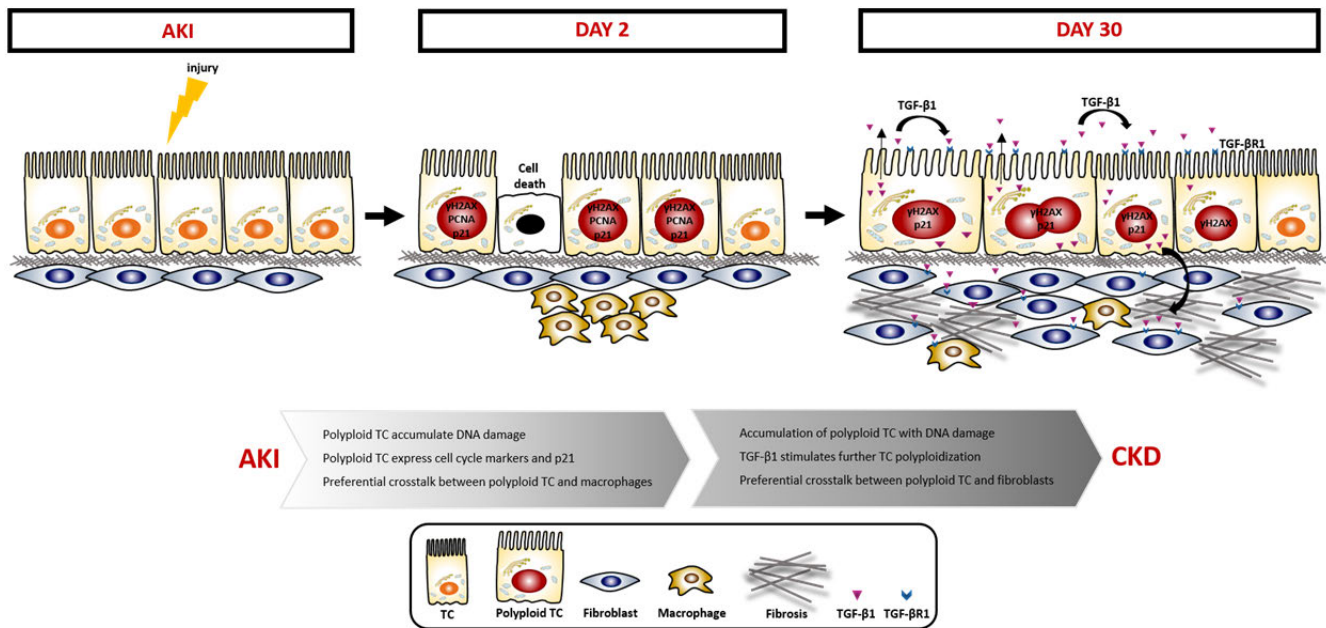 AKI
DAY 2
DAY 30
injury
Cell
death
γH2AX
PCNA
p21
γH2AX
PCNA
p21
γH2AX
PCNA
p21
TGF-β1
TGF-β1
TGF-βR1
γH2AX
p21
γH2AX
p21
γH2AX
p21
γH2AX
AKI
Polyploid TC accumulate DNA damage
Polyploid TC express cell cycle markers and p21
Preferential crosstalk between polyploid TC and macrophages
Accumulation of polyploid TC with DNA damage
TGF-β1 stimulates further TC polyploidization
Preferential crosstalk between polyploid TC and fibroblasts
CKD
TC
Polyploid TC
Fibroblast
Macrophage
Fibrosis
TGF-β1
TGF-βR1